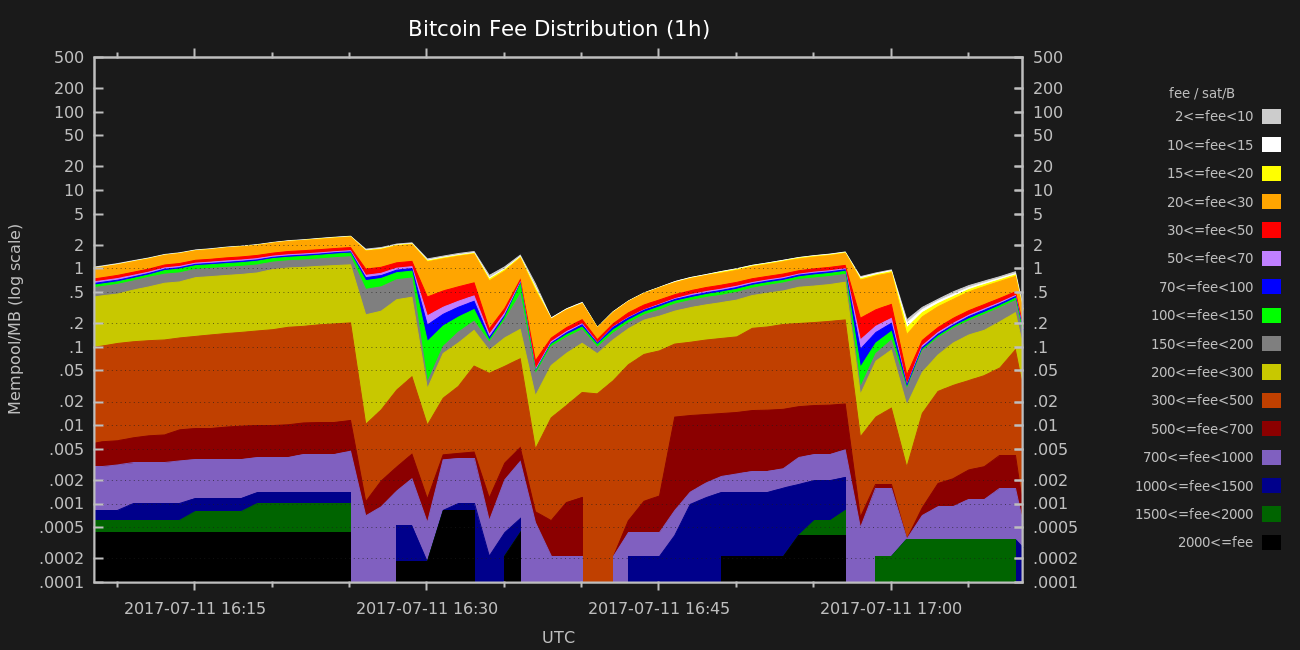 Bitcoin Fee Distribution (1h)
500 500
200 200
100 100
50 50
20 20
10 10
5 5
2 2
1 1
.5 .5
.2 .2
.1 .1
.05 .05
.02 .02
.01 .01
.005 .005
.002 .002
.001 .001
.0005 .0005
.0002 .0002
.0001 .0001
Mempool/MB (log scale)
2017-07-11 16:15 2017-07-11 16:30 2017-07-11 16:45 2017-07-11 17:00
UTC
fee / sat/B
2<=fee<10
10<=fee<15
15<=fee<20
20<=fee<30
30<=fee<50
50<=fee<70
70<=fee<100
100<=fee<150
150<=fee<200
200<=fee<300
300<=fee<500
500<=fee<700
700<=fee<1000
1000<=fee<1500
1500<=fee<2000
2000<=fee